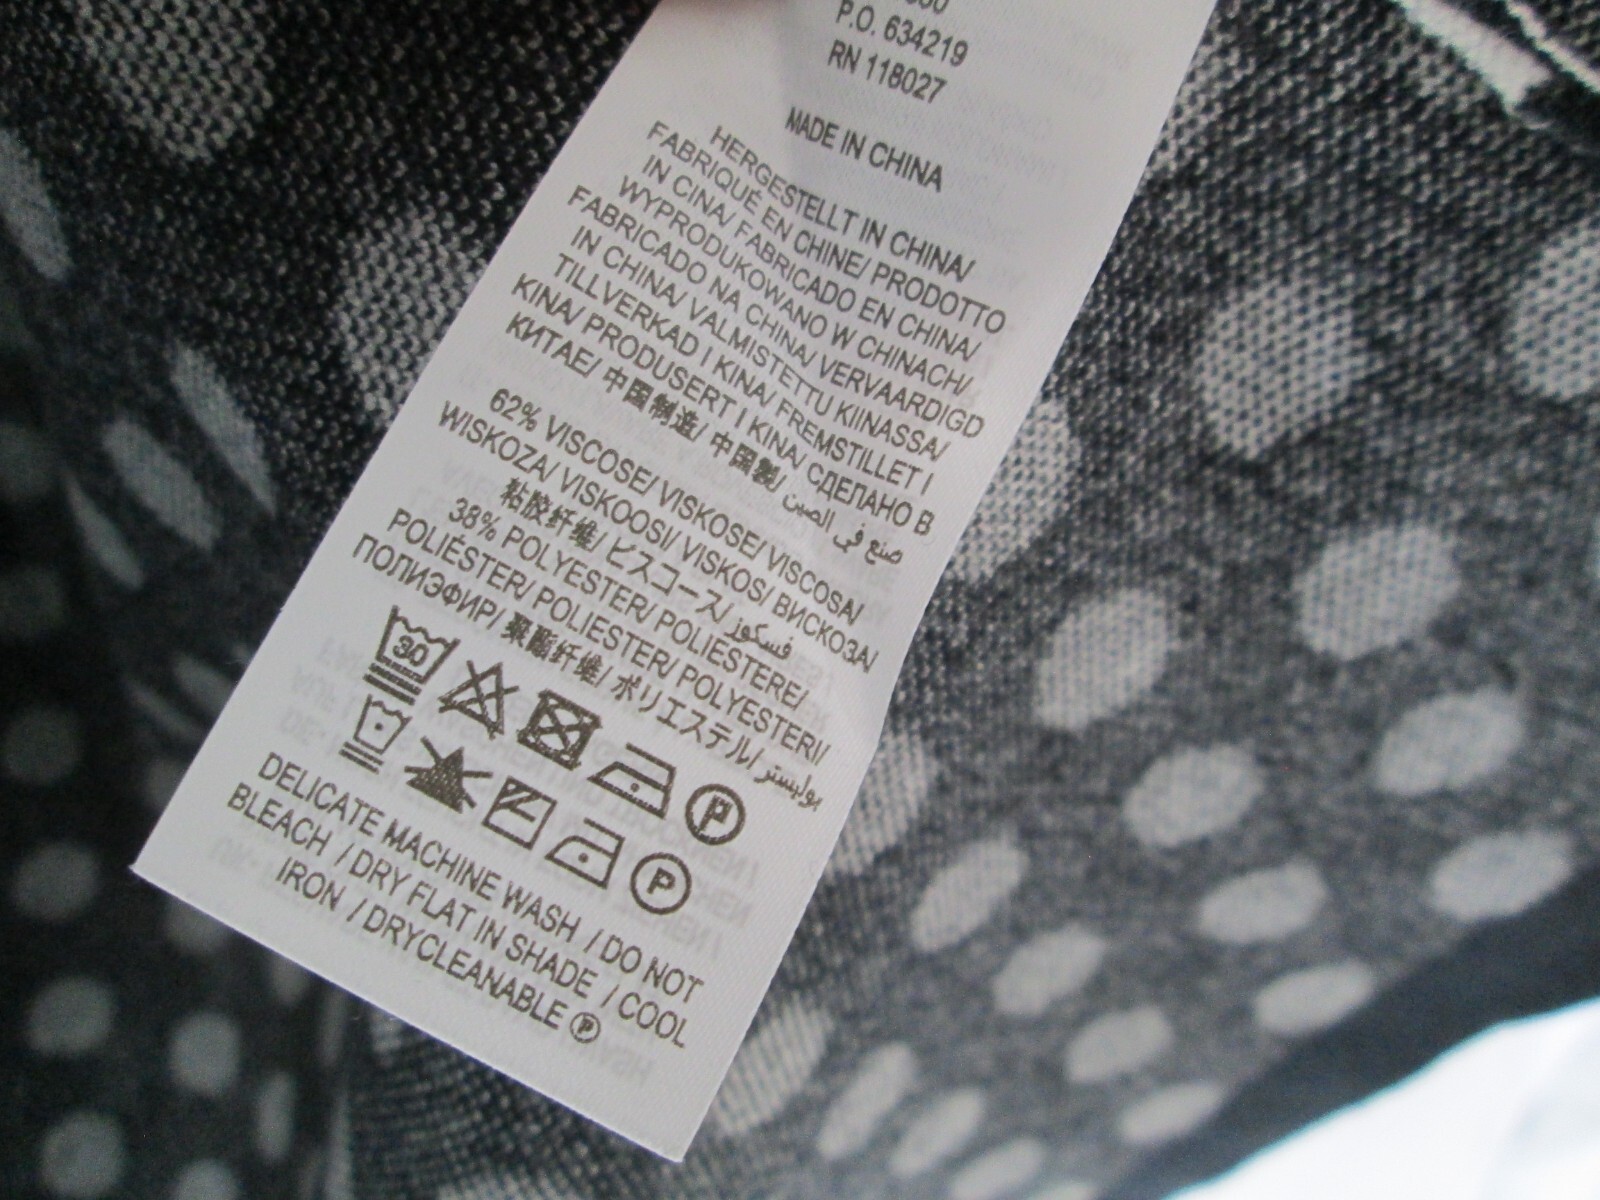 P.O. 634219
RN 118027
MADE IN CHINA
HERGESTELLT IN CHINA/
FABRIQUÉ EN CHINE/ PRODOTTO
IN CINA/ FABRICADO EN CHINA/
WYPRODUKOWANO W CHINACH/
FABRICADO NA CHINA/ VERVAARDIGD
IN CHINA/ VALMISTETTU KIINASSA/
TILLVERKAD I KINA/ FREMSTILLET I
KINA/ PRODUSERT I KINA/ СДЕЛАНО В
КИТАЕ/ 中国制造/ 中国製/ صنع في الصين
62% VISCOSE/ VISKOSE/ VISCOSA/
WISKOZA/ VISKOOSI/ VISKOS/ ВИСКОЗА/
粘胶纤维/ ビスコース/ فسكوز
38% POLYESTER/ POLIESTERE/
POLIÉSTER/ POLIESTER/ POLYESTERI/
ПОЛИЭФИР/ 聚酯纤维/ ポリエステル/ بوليستر
30
P
P
DELICATE MACHINE WASH / DO NOT
BLEACH / DRY FLAT IN SHADE / COOL
IRON / DRYCLEANABLE P